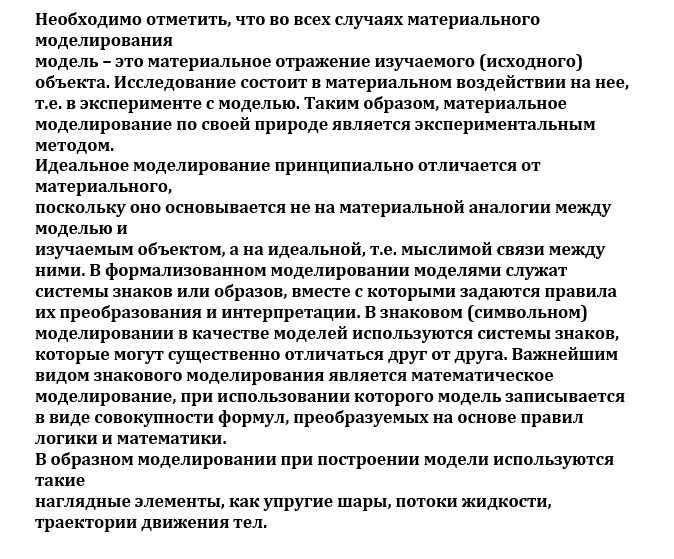 Необходимо отметить, что во всех случаях материального
моделирования
модель – это материальное отражение изучаемого (исходного)
объекта. Исследование состоит в материальном воздействии на нее,
т.е. в эксперименте с моделью. Таким образом, материальное
моделирование по своей природе является экспериментальным
методом.
Идеальное моделирование принципиально отличается от
материального,
поскольку оно основывается не на материальной аналогии между
моделью и
изучаемым объектом, а на идеальной, т.е. мыслимой связи между
ними. В формализованном моделировании моделями служат
системы знаков или образов, вместе с которыми задаются правила
их преобразования и интерпретации. В знаковом (символьном)
моделировании в качестве моделей используются системы знаков,
которые могут существенно отличаться друг от друга. Важнейшим
видом знакового моделирования является математическое
моделирование, при использовании которого модель записывается
в виде совокупности формул, преобразуемых на основе правил
логики и математики.
В образном моделировании при построении модели используются
такие
наглядные элементы, как упругие шары, потоки жидкости,
траектории движения тел.